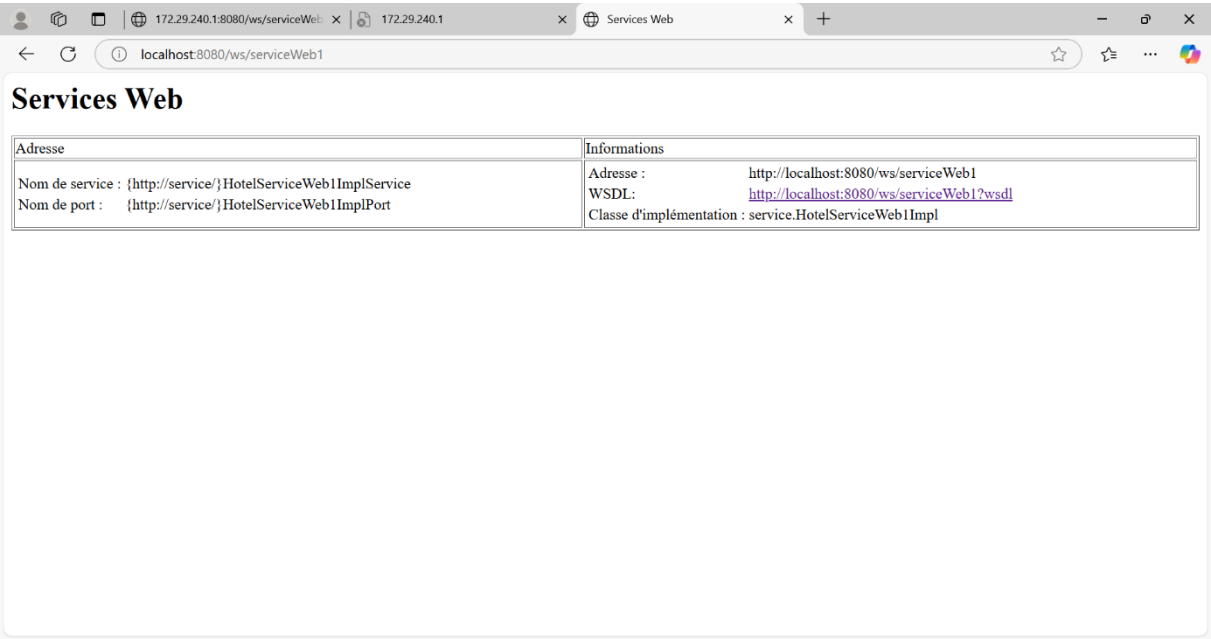 172.29.240.1:8080/ws/serviceWeb
172.29.240.1
Services Web
localhost:8080/ws/serviceWeb1
Services Web
Adresse
Informations
Nom de service : {http://service/}HotelServiceWeb1ImplService
Nom de port : {http://service/}HotelServiceWeb1ImplPort
Adresse : http://localhost:8080/ws/serviceWeb1
WSDL: http://localhost:8080/ws/serviceWeb1?wsdl
Classe d'implémentation : service.HotelServiceWeb1Impl